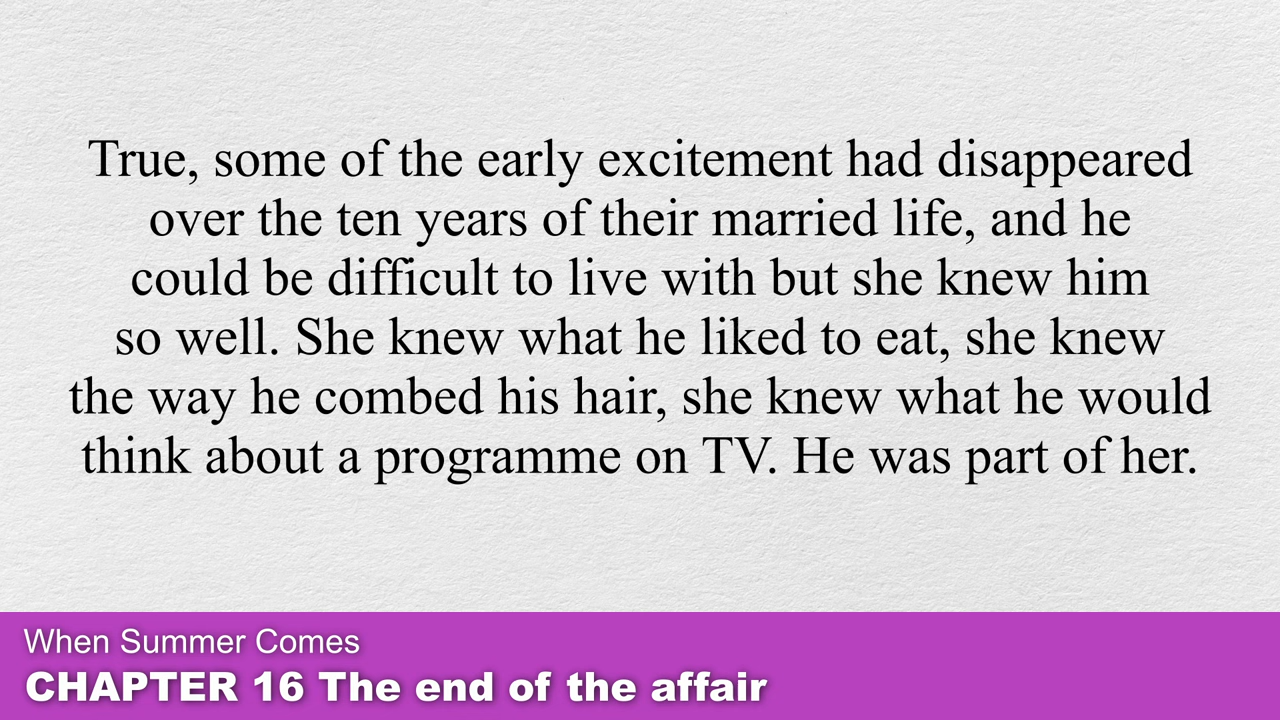 True, some of the early excitement had disappeared
over the ten years of their married life, and he
could be difficult to live with but she knew him
so well. She knew what he liked to eat, she knew
the way he combed his hair, she knew what he would
think about a programme on TV. He was part of her.
When Summer Comes
CHAPTER 16 The end of the affair